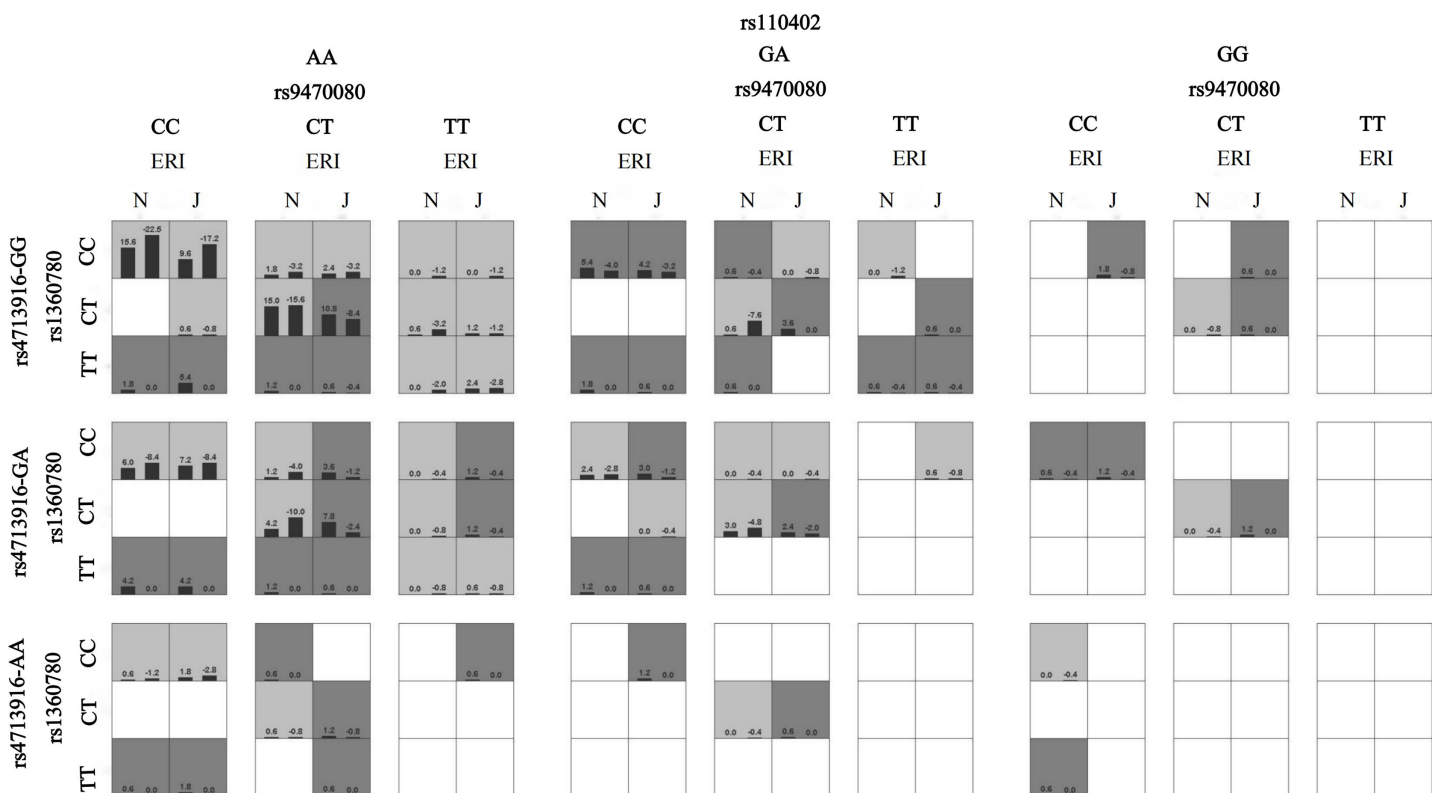 rs110402
AA GA GG
rs9470080 rs9470080 rs9470080
CC CT TT CC CT TT CC CT TT
ERI ERI ERI ERI ERI ERI ERI ERI ERI
N J N J N J N J N J N J N J N J N J
rs4713916-GG
rs1360780
CC
15.6 -22.5 9.6 -17.2 1.8 -3.2 2.4 -3.2 0.0 -1.2 0.0 -1.2 5.4 -4.0 4.2 -3.2 0.6 -0.4 0.0 -0.8 0.0 -1.2 1.8 -0.8 0.6 0.0
CT
0.6 -0.8 15.0 -15.6 10.8 -8.4 0.6 -3.2 1.2 -1.2 0.6 -7.6 3.6 0.0 0.6 0.0 0.0 -0.8 0.6 0.0
TT
1.8 0.0 5.4 0.0 1.2 0.0 0.6 -0.4 0.0 -2.0 2.4 -2.8 1.8 0.0 0.6 0.0 0.6 0.0 0.6 -0.4 0.6 -0.4
rs4713916-GA
rs1360780
CC
6.0 -8.4 7.2 -8.4 1.2 -4.0 3.6 -1.2 0.0 -0.4 1.2 -0.4 2.4 -2.8 3.0 -1.2 0.0 -0.4 0.0 -0.4 0.6 -0.8 0.6 -0.4 1.2 -0.4
CT
4.2 -10.0 7.8 -2.4 0.0 -0.8 1.2 -0.4 0.0 -0.4 3.0 -4.8 2.4 -2.0 0.0 -0.4 1.2 0.0
TT
4.2 0.0 4.2 0.0 1.2 0.0 0.6 0.0 0.0 -0.8 0.6 -0.8 1.2 0.0 0.6 0.0
rs4713916-AA
rs1360780
CC
0.6 -1.2 1.8 -2.8 0.6 0.0 0.6 0.0 1.2 0.0 0.0 -0.4
CT
0.6 -0.8 1.2 -0.8 0.0 -0.4 0.6 0.0
TT
0.6 0.0 1.8 0.0 0.6 0.0 0.6 0.0